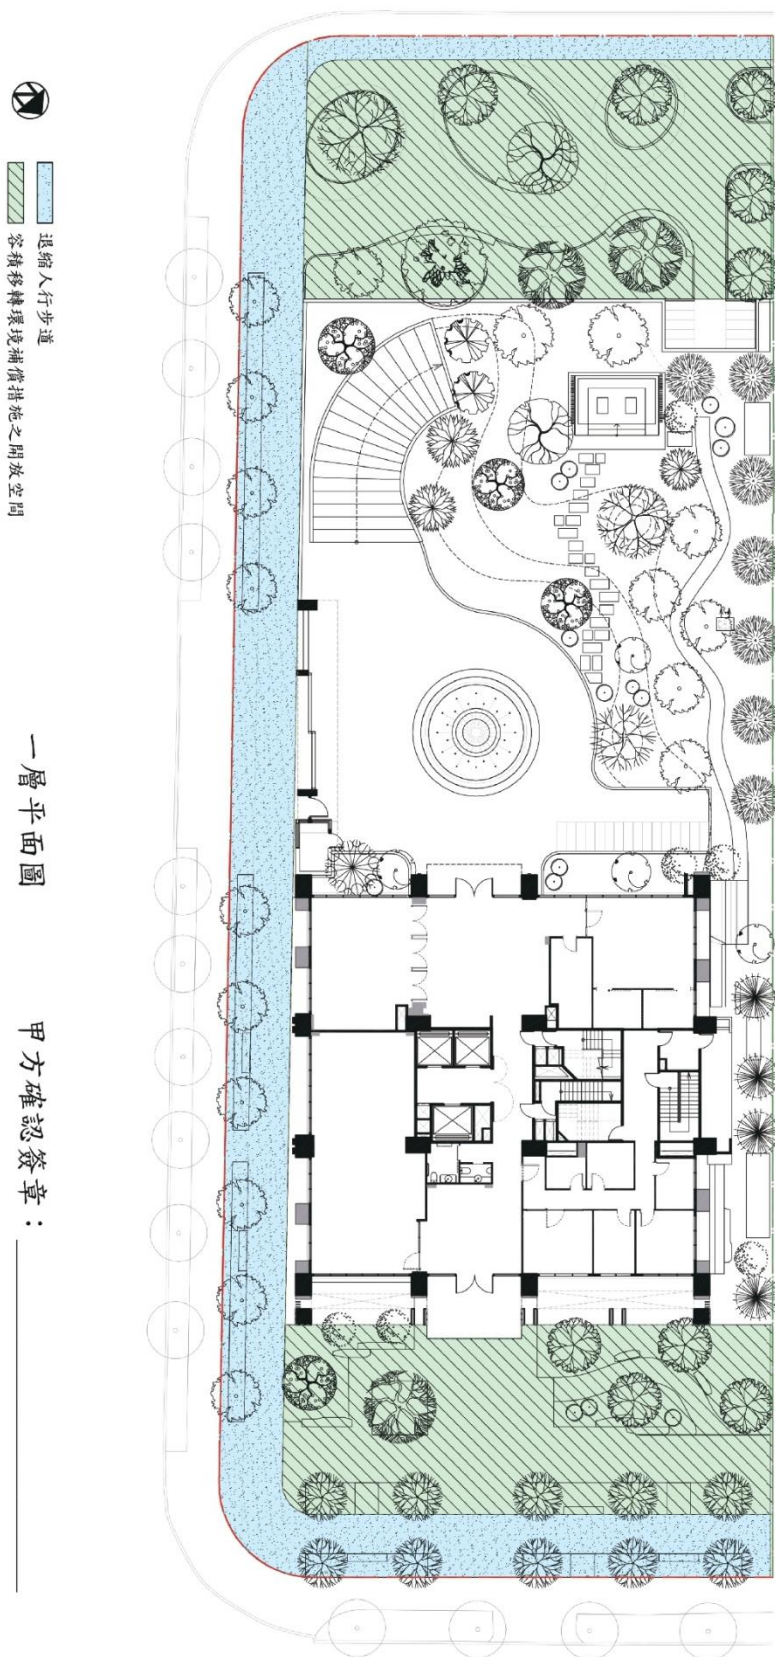 退縮人行步道
容積移轉環境補償措施之開放空間
一層平面圖
甲方確認簽章：